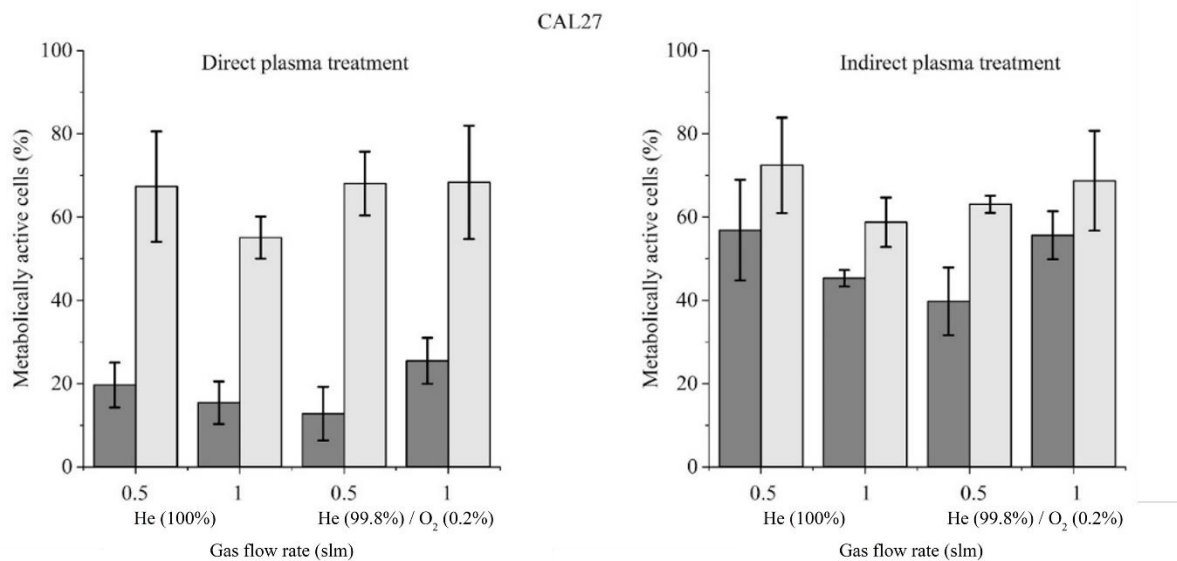 CAL27
Direct plasma treatment
Metabolically active cells (%)
100
80
60
40
20
0
0.5 1 0.5 1
He (100%) He (99.8%) / O₂ (0.2%)
Gas flow rate (slm)
Indirect plasma treatment
Metabolically active cells (%)
100
80
60
40
20
0
0.5 1 0.5 1
He (100%) He (99.8%) / O₂ (0.2%)
Gas flow rate (slm)